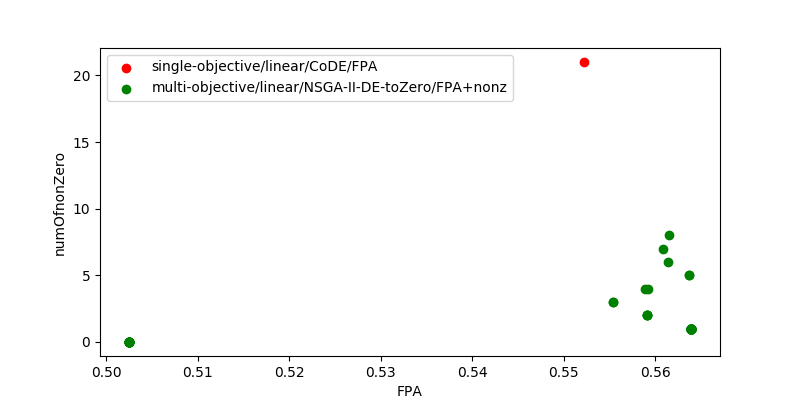 single-objective/linear/CoDE/FPA
multi-objective/linear/NSGA-II-DE-toZero/FPA+nonz
20
15
10
5
0
numOfnonZero
0.50 0.51 0.52 0.53 0.54 0.55 0.56
FPA